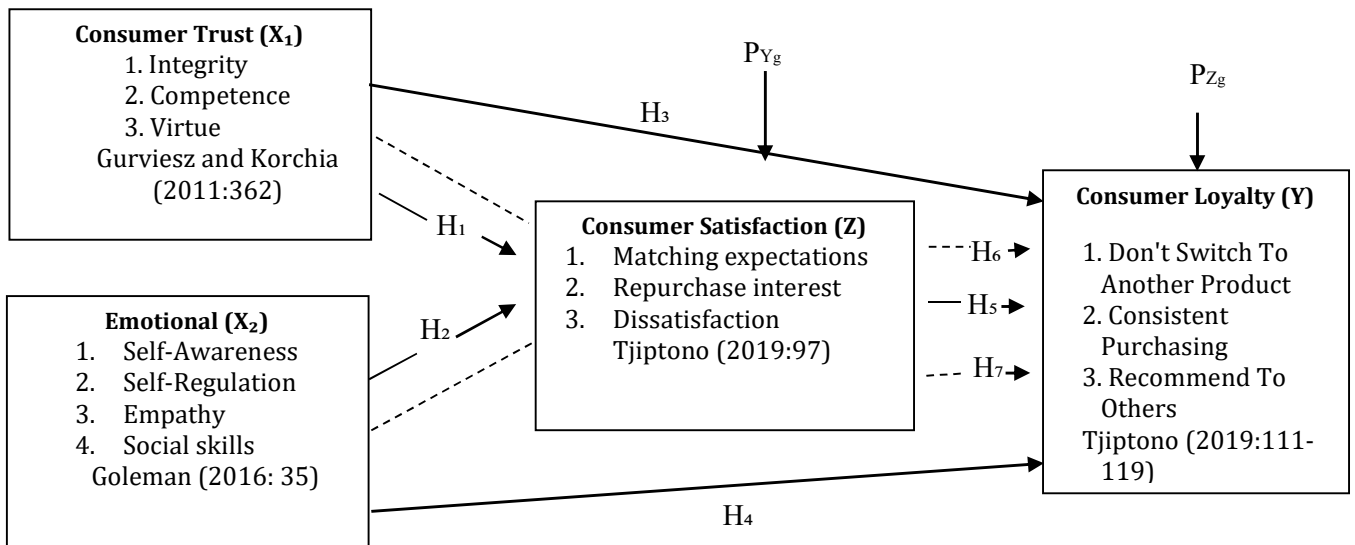 Consumer Trust (X₁)
1. Integrity
2. Competence
3. Virtue
Gurviesz and Korchia
(2011:362)
P_Yg
P_Zg
H₃
H₁
Emotional (X₂)
1. Self-Awareness
2. Self-Regulation
3. Empathy
4. Social skills
Goleman (2016: 35)
H₂
Consumer Satisfaction (Z)
1. Matching expectations
2. Repurchase interest
3. Dissatisfaction
Tjiptono (2019:97)
H₆
H₅
H₇
H₄
Consumer Loyalty (Y)
1. Don't Switch To
Another Product
2. Consistent
Purchasing
3. Recommend To
Others
Tjiptono (2019:111-
119)